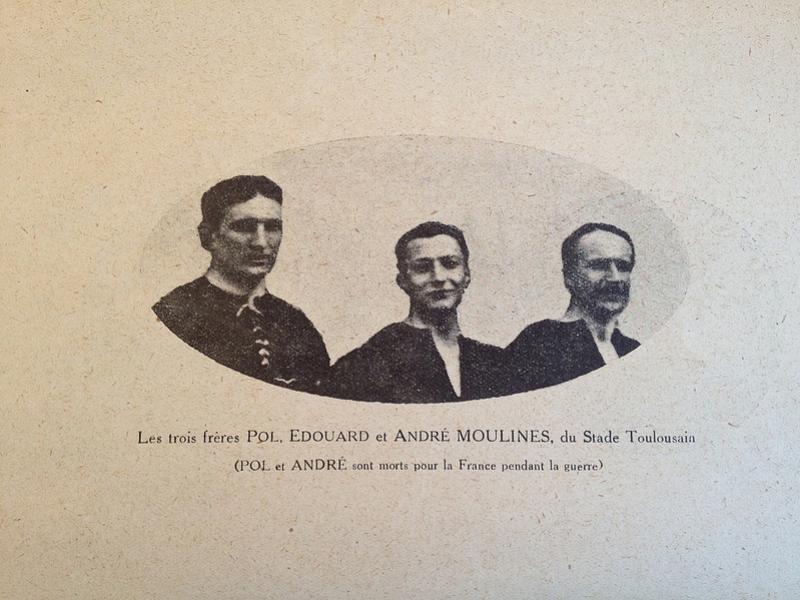 Les trois frères POL, EDOUARD et ANDRÉ MOULINES, du Stade Toulousain
(POL et ANDRÉ sont morts pour la France pendant la guerre)